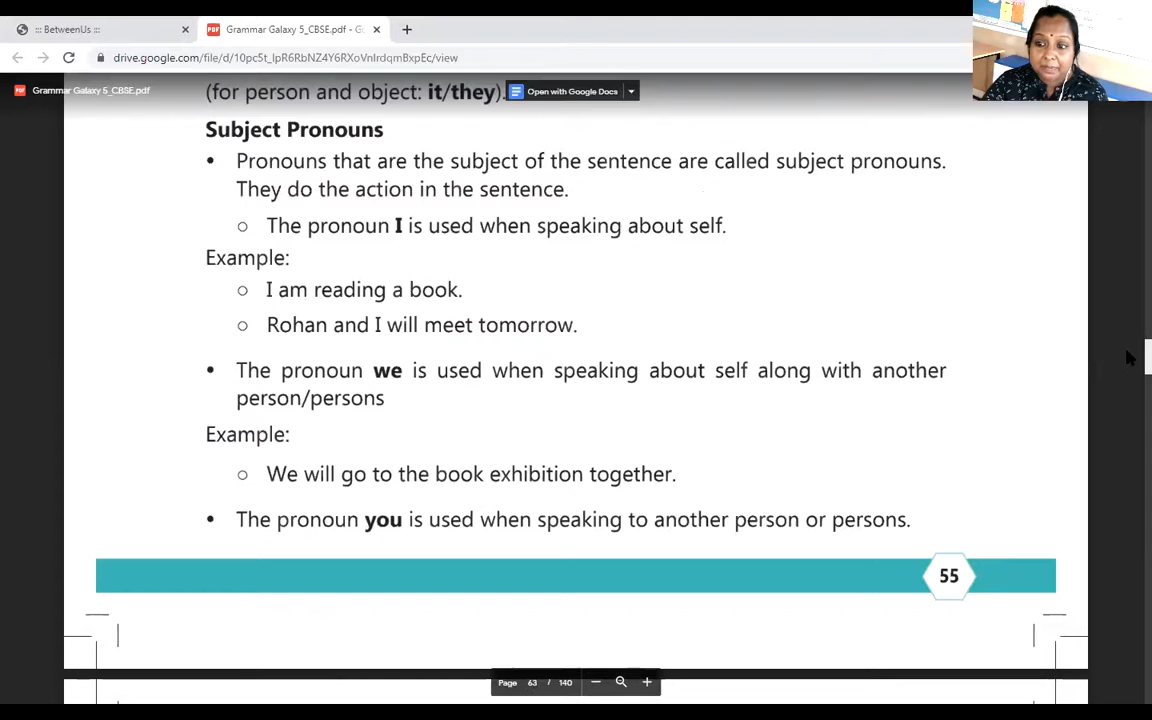 ::: BetweenUs :::
Grammar Galaxy 5_CBSE.pdf - Go
drive.google.com/file/d/10pc5t_lpR6RbNZ4Y6RXoVnIrdqmBxpEc/view
Grammar Galaxy 5_CBSE.pdf
(for person and object: it/they).
Open with Google Docs
Subject Pronouns
• Pronouns that are the subject of the sentence are called subject pronouns.
They do the action in the sentence.
○ The pronoun I is used when speaking about self.
Example:
○ I am reading a book.
○ Rohan and I will meet tomorrow.
• The pronoun we is used when speaking about self along with another
person/persons
Example:
○ We will go to the book exhibition together.
• The pronoun you is used when speaking to another person or persons.
55
Page 63 / 140